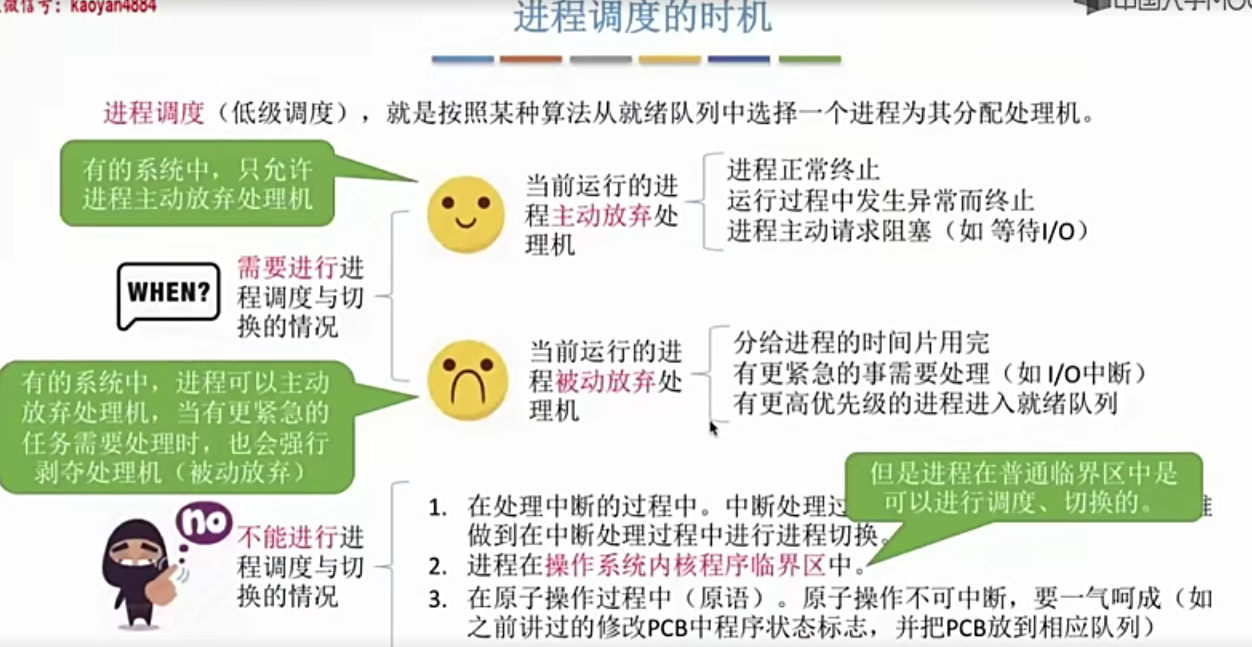 微信号：kaoyan4884
中国大学MOO
进程调度的时机
进程调度（低级调度），就是按照某种算法从就绪队列中选择一个进程为其分配处理机。
有的系统中，只允许
进程主动放弃处理机
当前运行的进
程主动放弃处
理机
进程正常终止
运行过程中发生异常而终止
进程主动请求阻塞（如 等待I/O）
WHEN?
需要进行进
程调度与切
换的情况
有的系统中，进程可以主动
放弃处理机，当有更紧急的
任务需要处理时，也会强行
剥夺处理机（被动放弃）
当前运行的进
程被动放弃处
理机
分给进程的时间片用完
有更紧急的事需要处理（如 I/O中断）
有更高优先级的进程进入就绪队列
但是进程在普通临界区中是
可以进行调度、切换的。
no
不能进行进
程调度与切
换的情况
1. 在处理中断的过程中。中断处理过
做到在中断处理过程中进行进程切换。
2. 进程在操作系统内核程序临界区中。
3. 在原子操作过程中（原语）。原子操作不可中断，要一气呵成（如
之前讲过的修改PCB中程序状态标志，并把PCB放到相应队列）